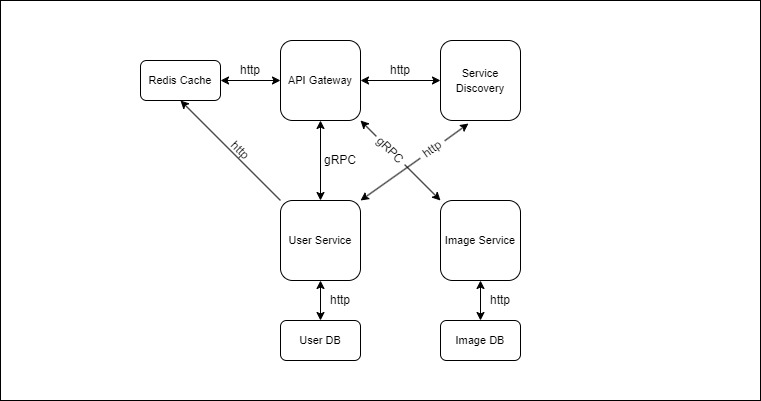 Redis Cache
http
API Gateway
http
Service
Discovery
http
gRPC
gRPC
http
User Service
Image Service
http
http
User DB
Image DB